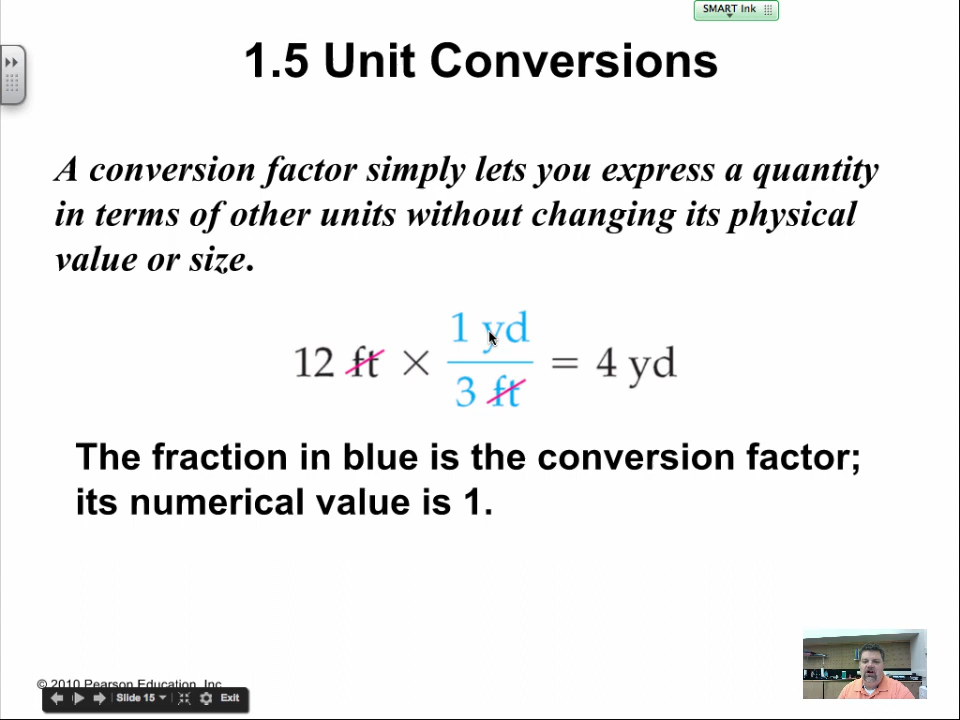 SMART Ink
1.5 Unit Conversions
A conversion factor simply lets you express a quantity
in terms of other units without changing its physical
value or size.
1 yd
12 ft × ─── = 4 yd
3 ft
The fraction in blue is the conversion factor;
its numerical value is 1.
© 2010 Pearson Education, Inc
Slide 15 Exit